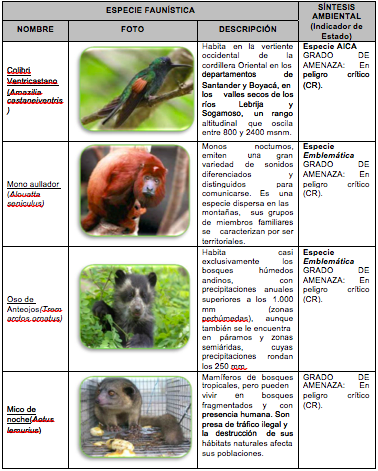 ESPECIE FAUNÍSTICA
SÍNTESIS
AMBIENTAL
(Indicador de
Estado)
NOMBRE
FOTO
DESCRIPCIÓN
Colibrí
Ventricastano
(Amazilia
castaneiventris
)
Habita en la vertiente
occidental de la
cordillera Oriental en los
departamentos de
Santander y Boyacá, en
los valles secos de los
ríos Lebrija y
Sogamoso, un rango
altitudinal que oscila
entre 800 y 2400 msnm.
Especie AICA
GRADO DE
AMENAZA: En
peligro crítico
(CR).
Mono aullador
(Alouatta
seniculus)
Monos nocturnos,
emiten una gran
variedad de sonidos
diferenciados y
distinguidos para
comunicarse. Es una
especie dispersa en las
montañas, sus grupos
de miembros familiares
se caracterizan por ser
territoriales.
Especie
Emblemática
GRADO DE
AMENAZA: En
peligro crítico
(CR).
Oso de
Anteojos(Trem
arctos ornatus)
Habita casi
exclusivamente los
bosques húmedos
andinos, con
precipitaciones anuales
superiores a los 1.000
mm (zonas
perhúmedas), aunque
también se le encuentra
en páramos y zonas
semiáridas, cuyas
precipitaciones rondan
los 250 mm.
Especie
Emblemática
GRADO DE
AMENAZA: En
peligro crítico
(CR).
Mico de
noche(Aotus
lemurius)
Mamíferos de bosques
tropicales, pero pueden
vivir en bosques
fragmentados y con
presencia humana. Son
presa de tráfico ilegal y
la destrucción de sus
hábitats naturales afecta
sus poblaciones.
GRADO DE
AMENAZA: En
peligro crítico
(CR).